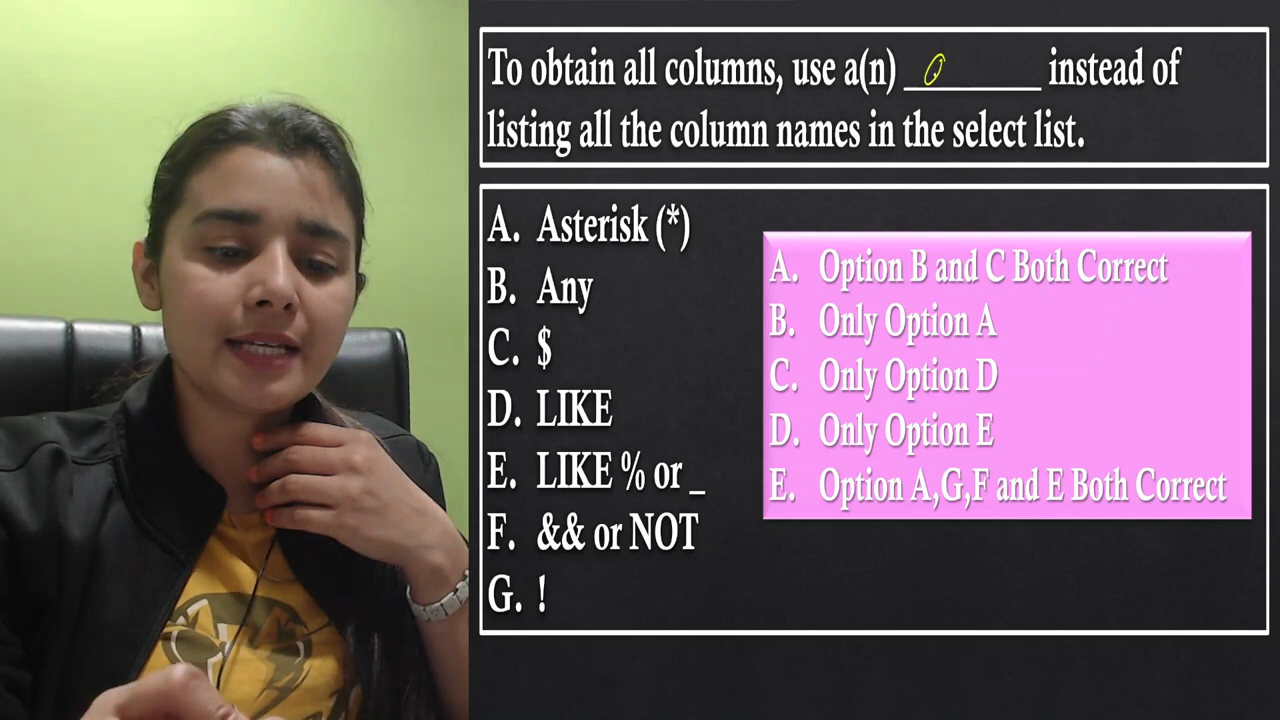 To obtain all columns, use a(n) ______ instead of
listing all the column names in the select list.
A. Asterisk (*)
B. Any
C. $
D. LIKE
E. LIKE % or _
F. && or NOT
G. !
A. Option B and C Both Correct
B. Only Option A
C. Only Option D
D. Only Option E
E. Option A,G,F and E Both Correct